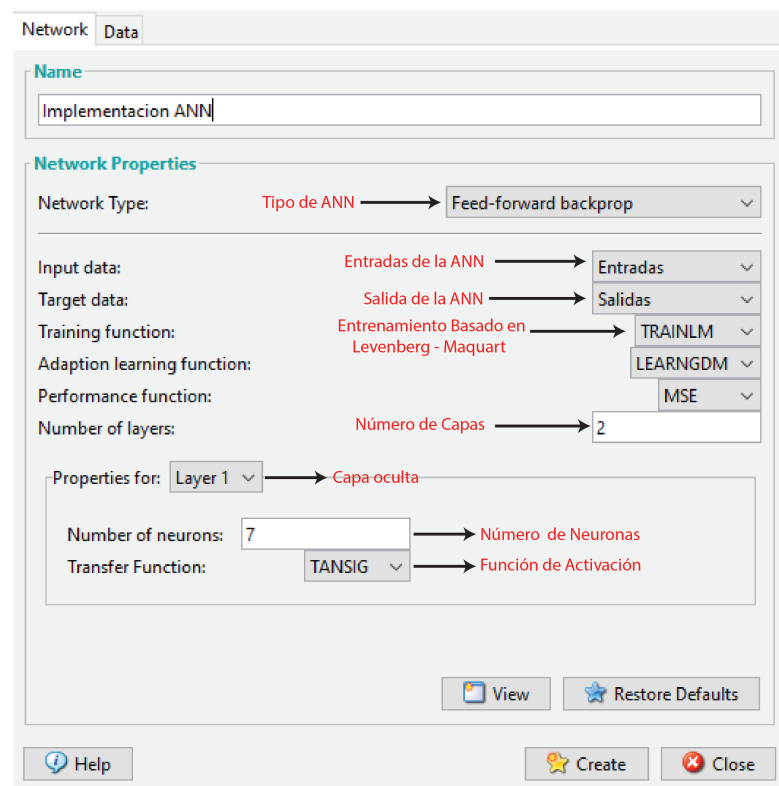 Network Data
Name
Implementacion ANN
Network Properties
Network Type: Tipo de ANN Feed-forward backprop
Input data: Entradas de la ANN Entradas
Target data: Salida de la ANN Salidas
Training function: Entrenamiento Basado en TRAINLM
Levenberg - Maquart
Adaption learning function: LEARNGDM
Performance function: MSE
Number of layers: Número de Capas 2
Properties for: Layer 1 Capa oculta
Number of neurons: 7 Número de Neuronas
Transfer Function: TANSIG Función de Activación
View Restore Defaults
Help Create Close